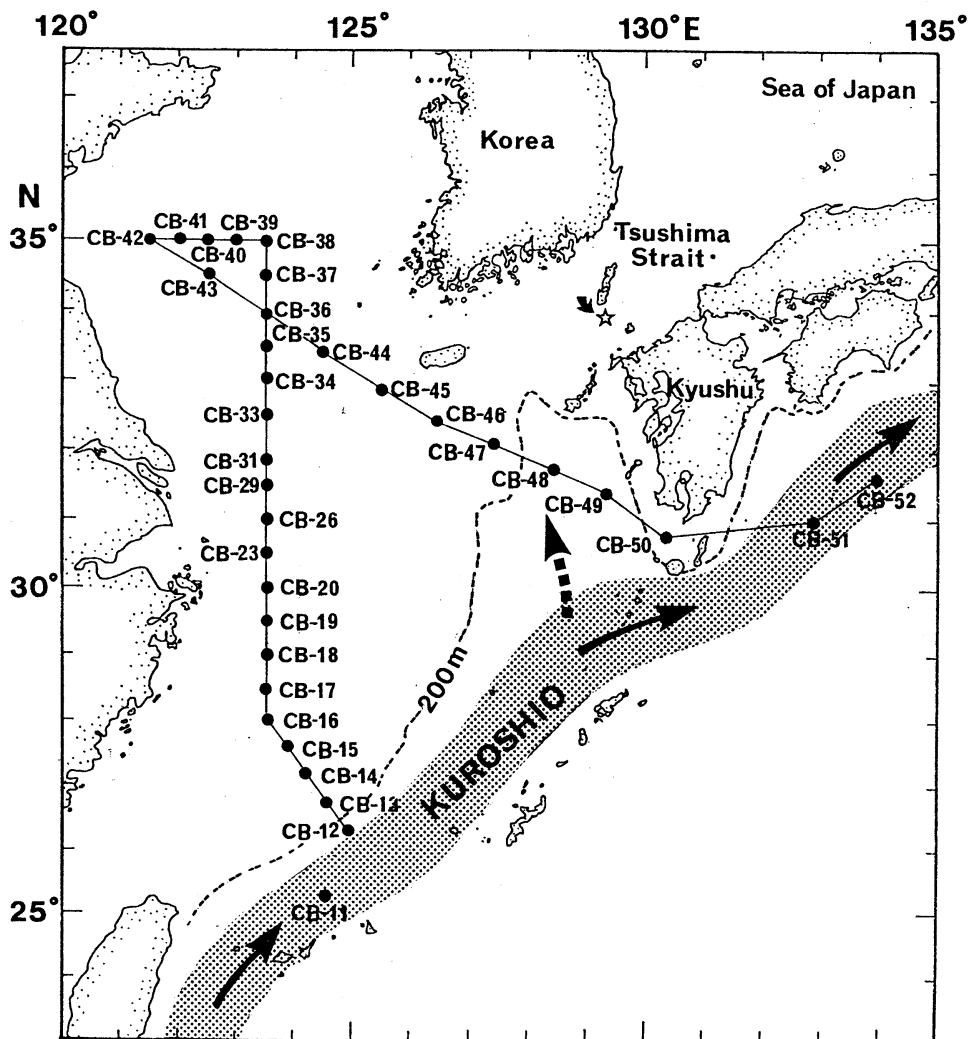 120°
125°
130°E
135°
Sea of Japan
Korea
N
35°
CB-41
CB-39
CB-42
CB-38
CB-40
Tsushima
Strait
CB-37
CB-43
CB-36
CB-35
CB-44
CB-34
CB-45
Kyushu
CB-33
CB-46
CB-47
CB-31
CB-48
CB-29
CB-49
CB-52
CB-26
CB-50
CB-51
CB-23
30°
CB-20
CB-19
CB-18
200m
CB-17
KUROSHIO
CB-16
CB-15
CB-14
CB-13
CB-12
25°
CB-11